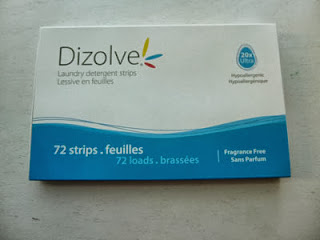 Dizolve!
Laundry detergent strips
Lessive en feuilles
20x
Ultra
Hypoallergenic
Hypoallergénique
72 strips . feuilles
72 loads . brassées
Fragrance Free
Sans Parfum